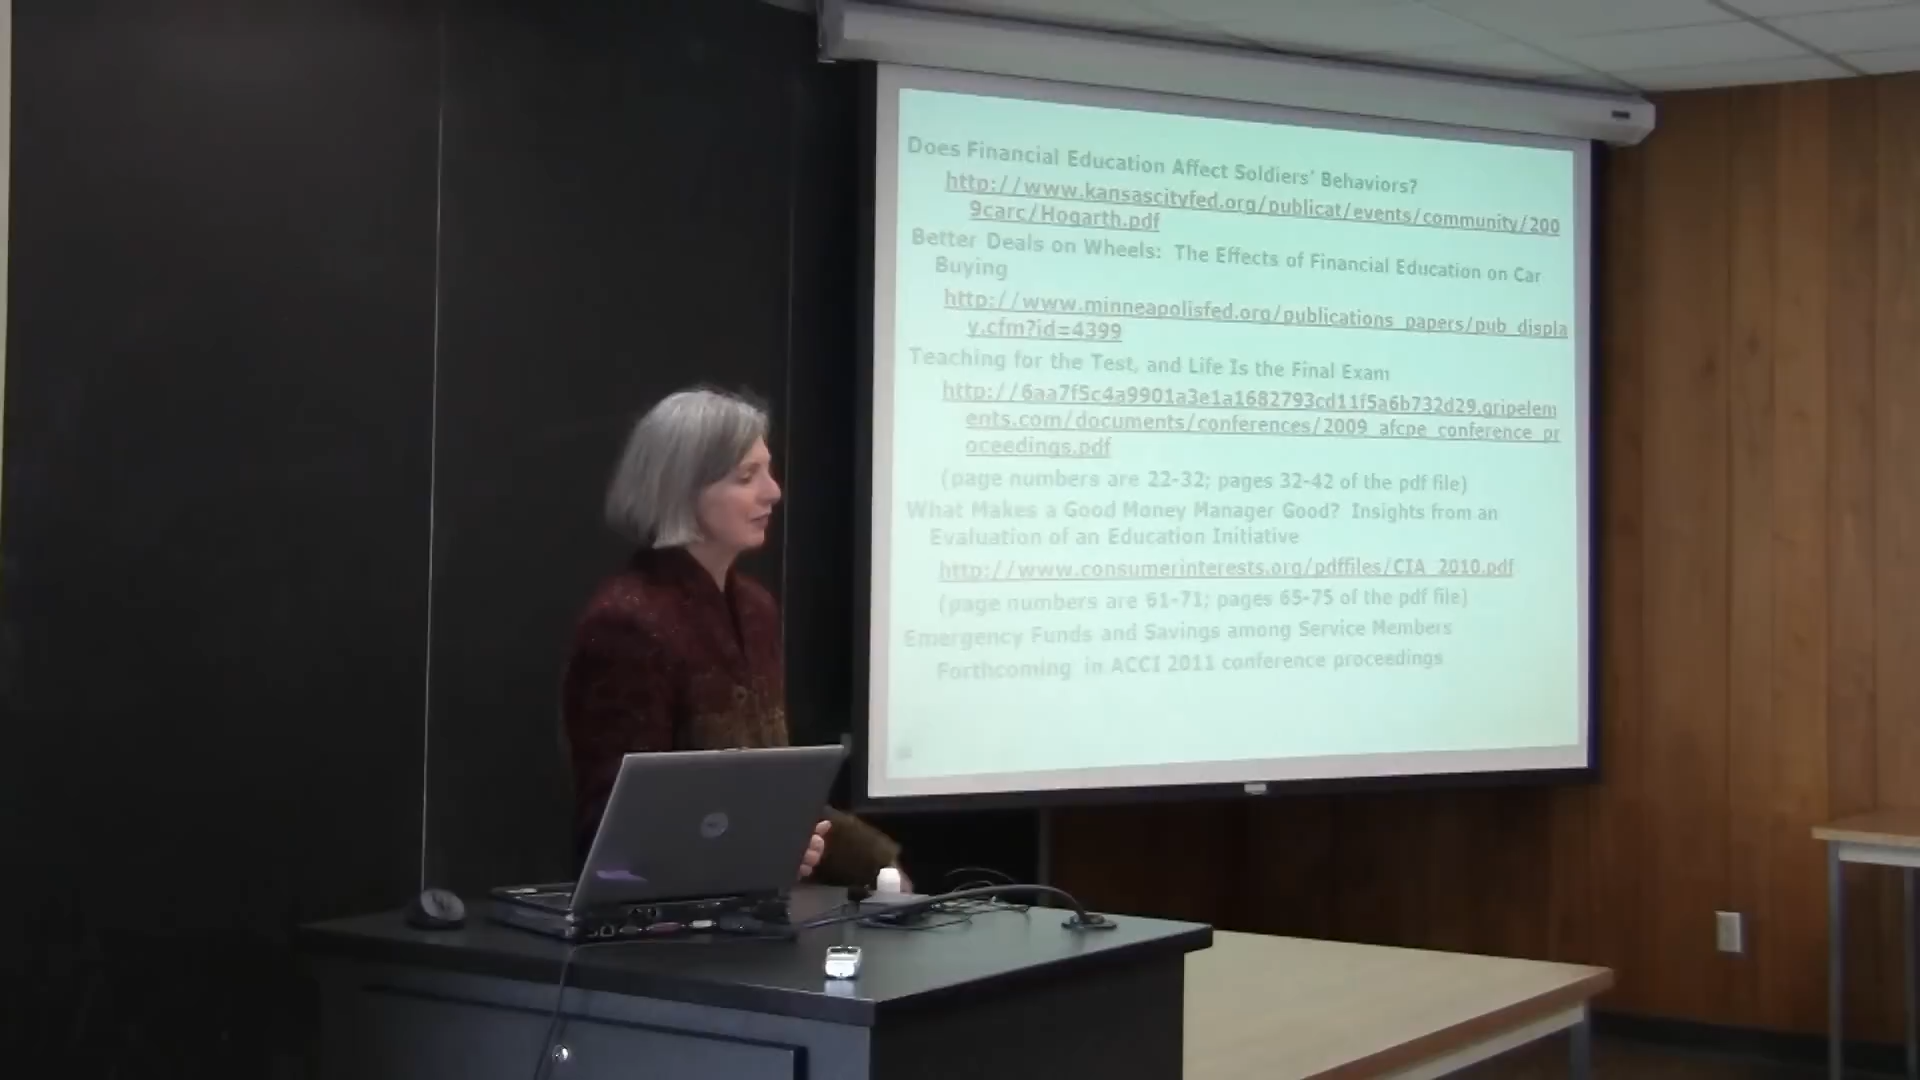 Does Financial Education Affect Soldiers' Behaviors?
http://www.kansascityfed.org/publicat/events/community/200
9carc/Hogarth.pdf
Better Deals on Wheels: The Effects of Financial Education on Car
Buying
http://www.minneapolisfed.org/publications_papers/pub_displa
y.cfm?id=4399
Teaching for the Test, and Life Is the Final Exam
http://6aa7f5c4a9901a3e1a1682793cd11f5a6b732d29.gripelem
ents.com/documents/conferences/2009_afcpe_conference_pr
oceedings.pdf
(page numbers are 22-32; pages 32-42 of the pdf file)
What Makes a Good Money Manager Good? Insights from an
Evaluation of an Education Initiative
http://www.consumerinterests.org/pdffiles/CIA_2010.pdf
(page numbers are 61-71; pages 65-75 of the pdf file)
Emergency Funds and Savings among Service Members
Forthcoming in ACCI 2011 conference proceedings